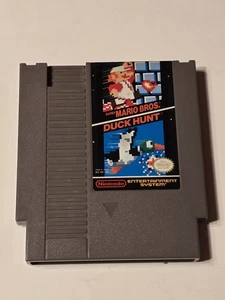 SUPER
MARIO BROS.
DUCK HUNT
Nintendo
ENTERTAINMENT
SYSTEM